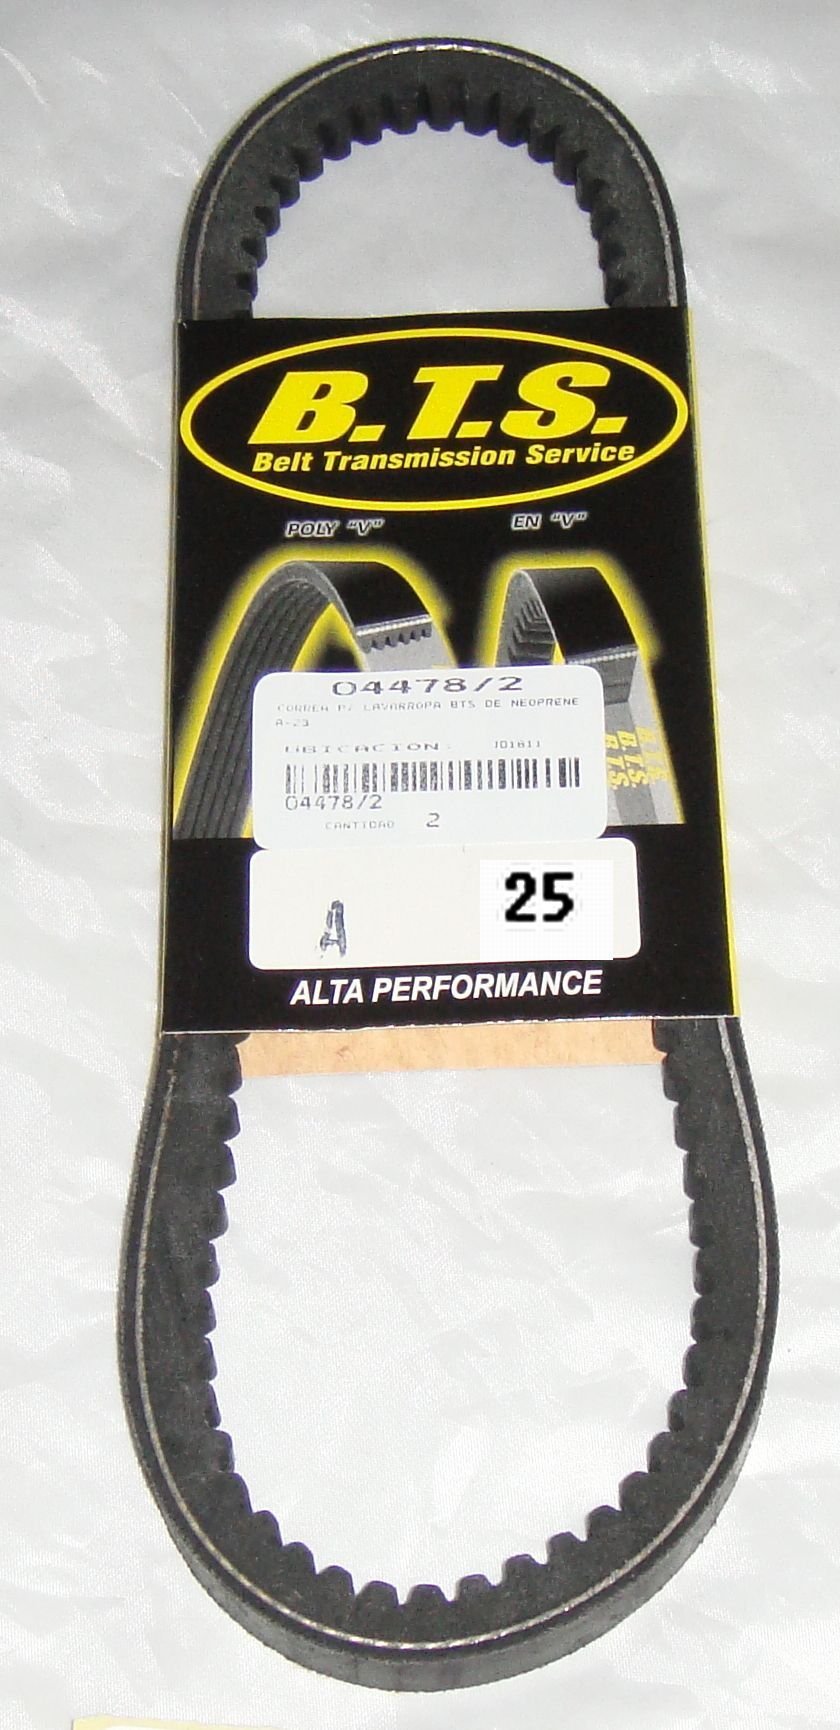 B.T.S.
Belt Transmission Service
POLY "V" EN "V"
04478/2
CORREA P/ LAVARROPA BTS DE NEOPRENE
A-23
UBICACION: JD1611
04478/2
CANTIDAD 2
A 25
ALTA PERFORMANCE
B.T.S.
B.T.S.
B.T.S.